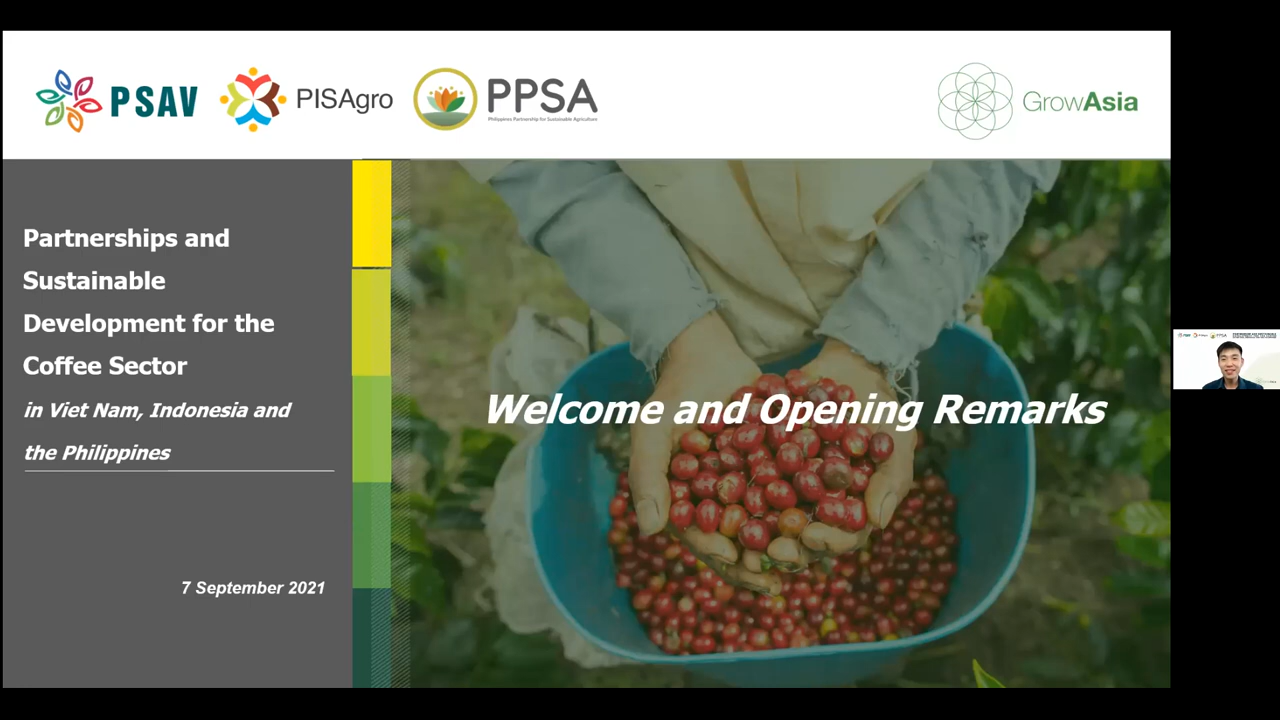 PSAV
PISAgro
PPSA
Philippines Partnership for Sustainable Agriculture
GrowAsia
Partnerships and
Sustainable
Development for the
Coffee Sector
in Viet Nam, Indonesia and
the Philippines
7 September 2021
Welcome and Opening Remarks